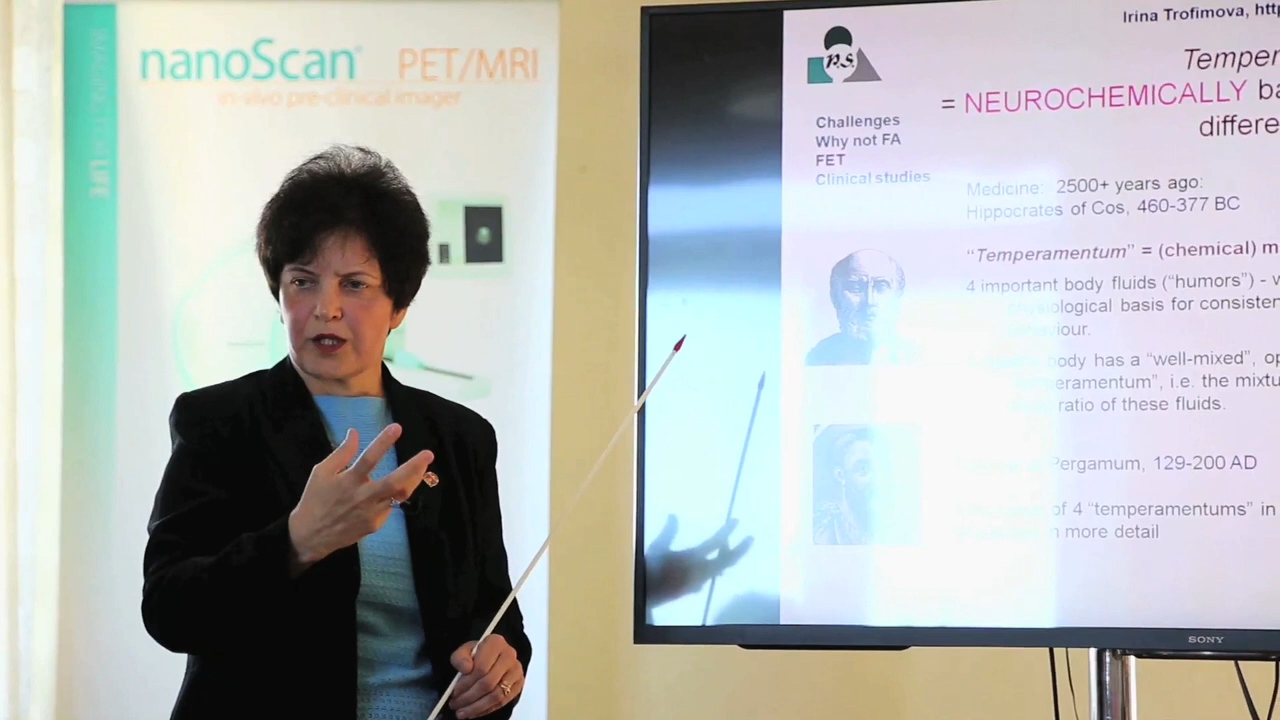 nanoScan® PET/MRI
in-vivo pre-clinical imager
Irina Trofimova, http
P.S.
Temper
= NEUROCHEMICALLY ba
differe
Challenges
Why not FA
FET
Clinical studies
Medicine: 2500+ years ago:
Hippocrates of Cos, 460-377 BC
“Temperamentum” = (chemical) m
4 important body fluids (“humors”) - w
physiological basis for consisten
behaviour.
body has a “well-mixed”, op
temperamentum”, i.e. the mixtu
ratio of these fluids.
Pergamum, 129-200 AD
of 4 “temperamentums” in
more detail
SONY